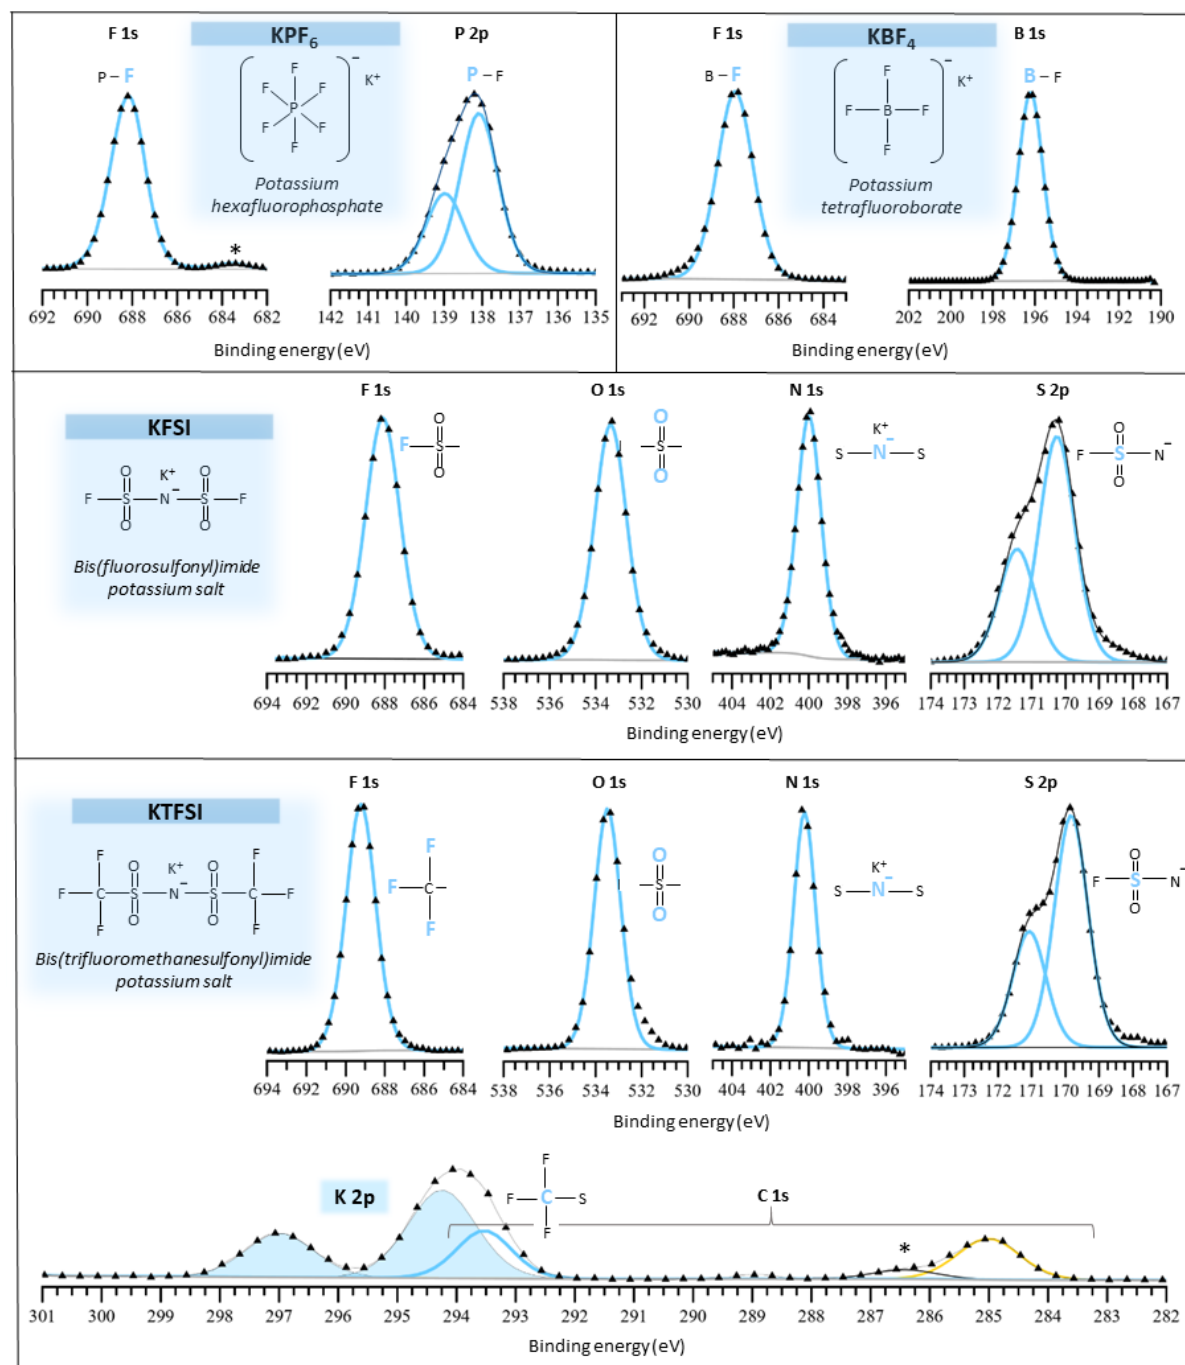 F 1s
KPF6
P 2p
P – F
P – F
F
F F
P
F F
F
−
K+
Potassium
hexafluorophosphate
*
692 690 688 686 684 682
142 141 140 139 138 137 136 135
Binding energy (eV)
F 1s
KBF4
B 1s
B – F
B – F
F
F B F
F
−
K+
Potassium
tetrafluoroborate
692 690 688 686 684
202 200 198 196 194 192 190
Binding energy (eV)
F 1s
O 1s
N 1s
S 2p
KFSI
O K+ O
F S N− S F
O O
Bis(fluorosulfonyl)imide
potassium salt
O
F S
O
O
S
O
K+
S N− S
O
F S N−
O
694 692 690 688 686 684
538 536 534 532 530
404 402 400 398 396
174 173 172 171 170 169 168 167
Binding energy (eV)
F 1s
O 1s
N 1s
S 2p
KTFSI
F O K+ O F
F C S N− S C F
F O O F
Bis(trifluoromethanesulfonyl)imide
potassium salt
F
F C
F
O
S
O
K+
S N− S
O
F S N−
O
694 692 690 688 686 684
538 536 534 532 530
404 402 400 398 396
174 173 172 171 170 169 168 167
Binding energy (eV)
K 2p
F
F C S
F
C 1s
*
301 300 299 298 297 296 295 294 293 292 291 290 289 288 287 286 285 284 283 282
Binding energy (eV)